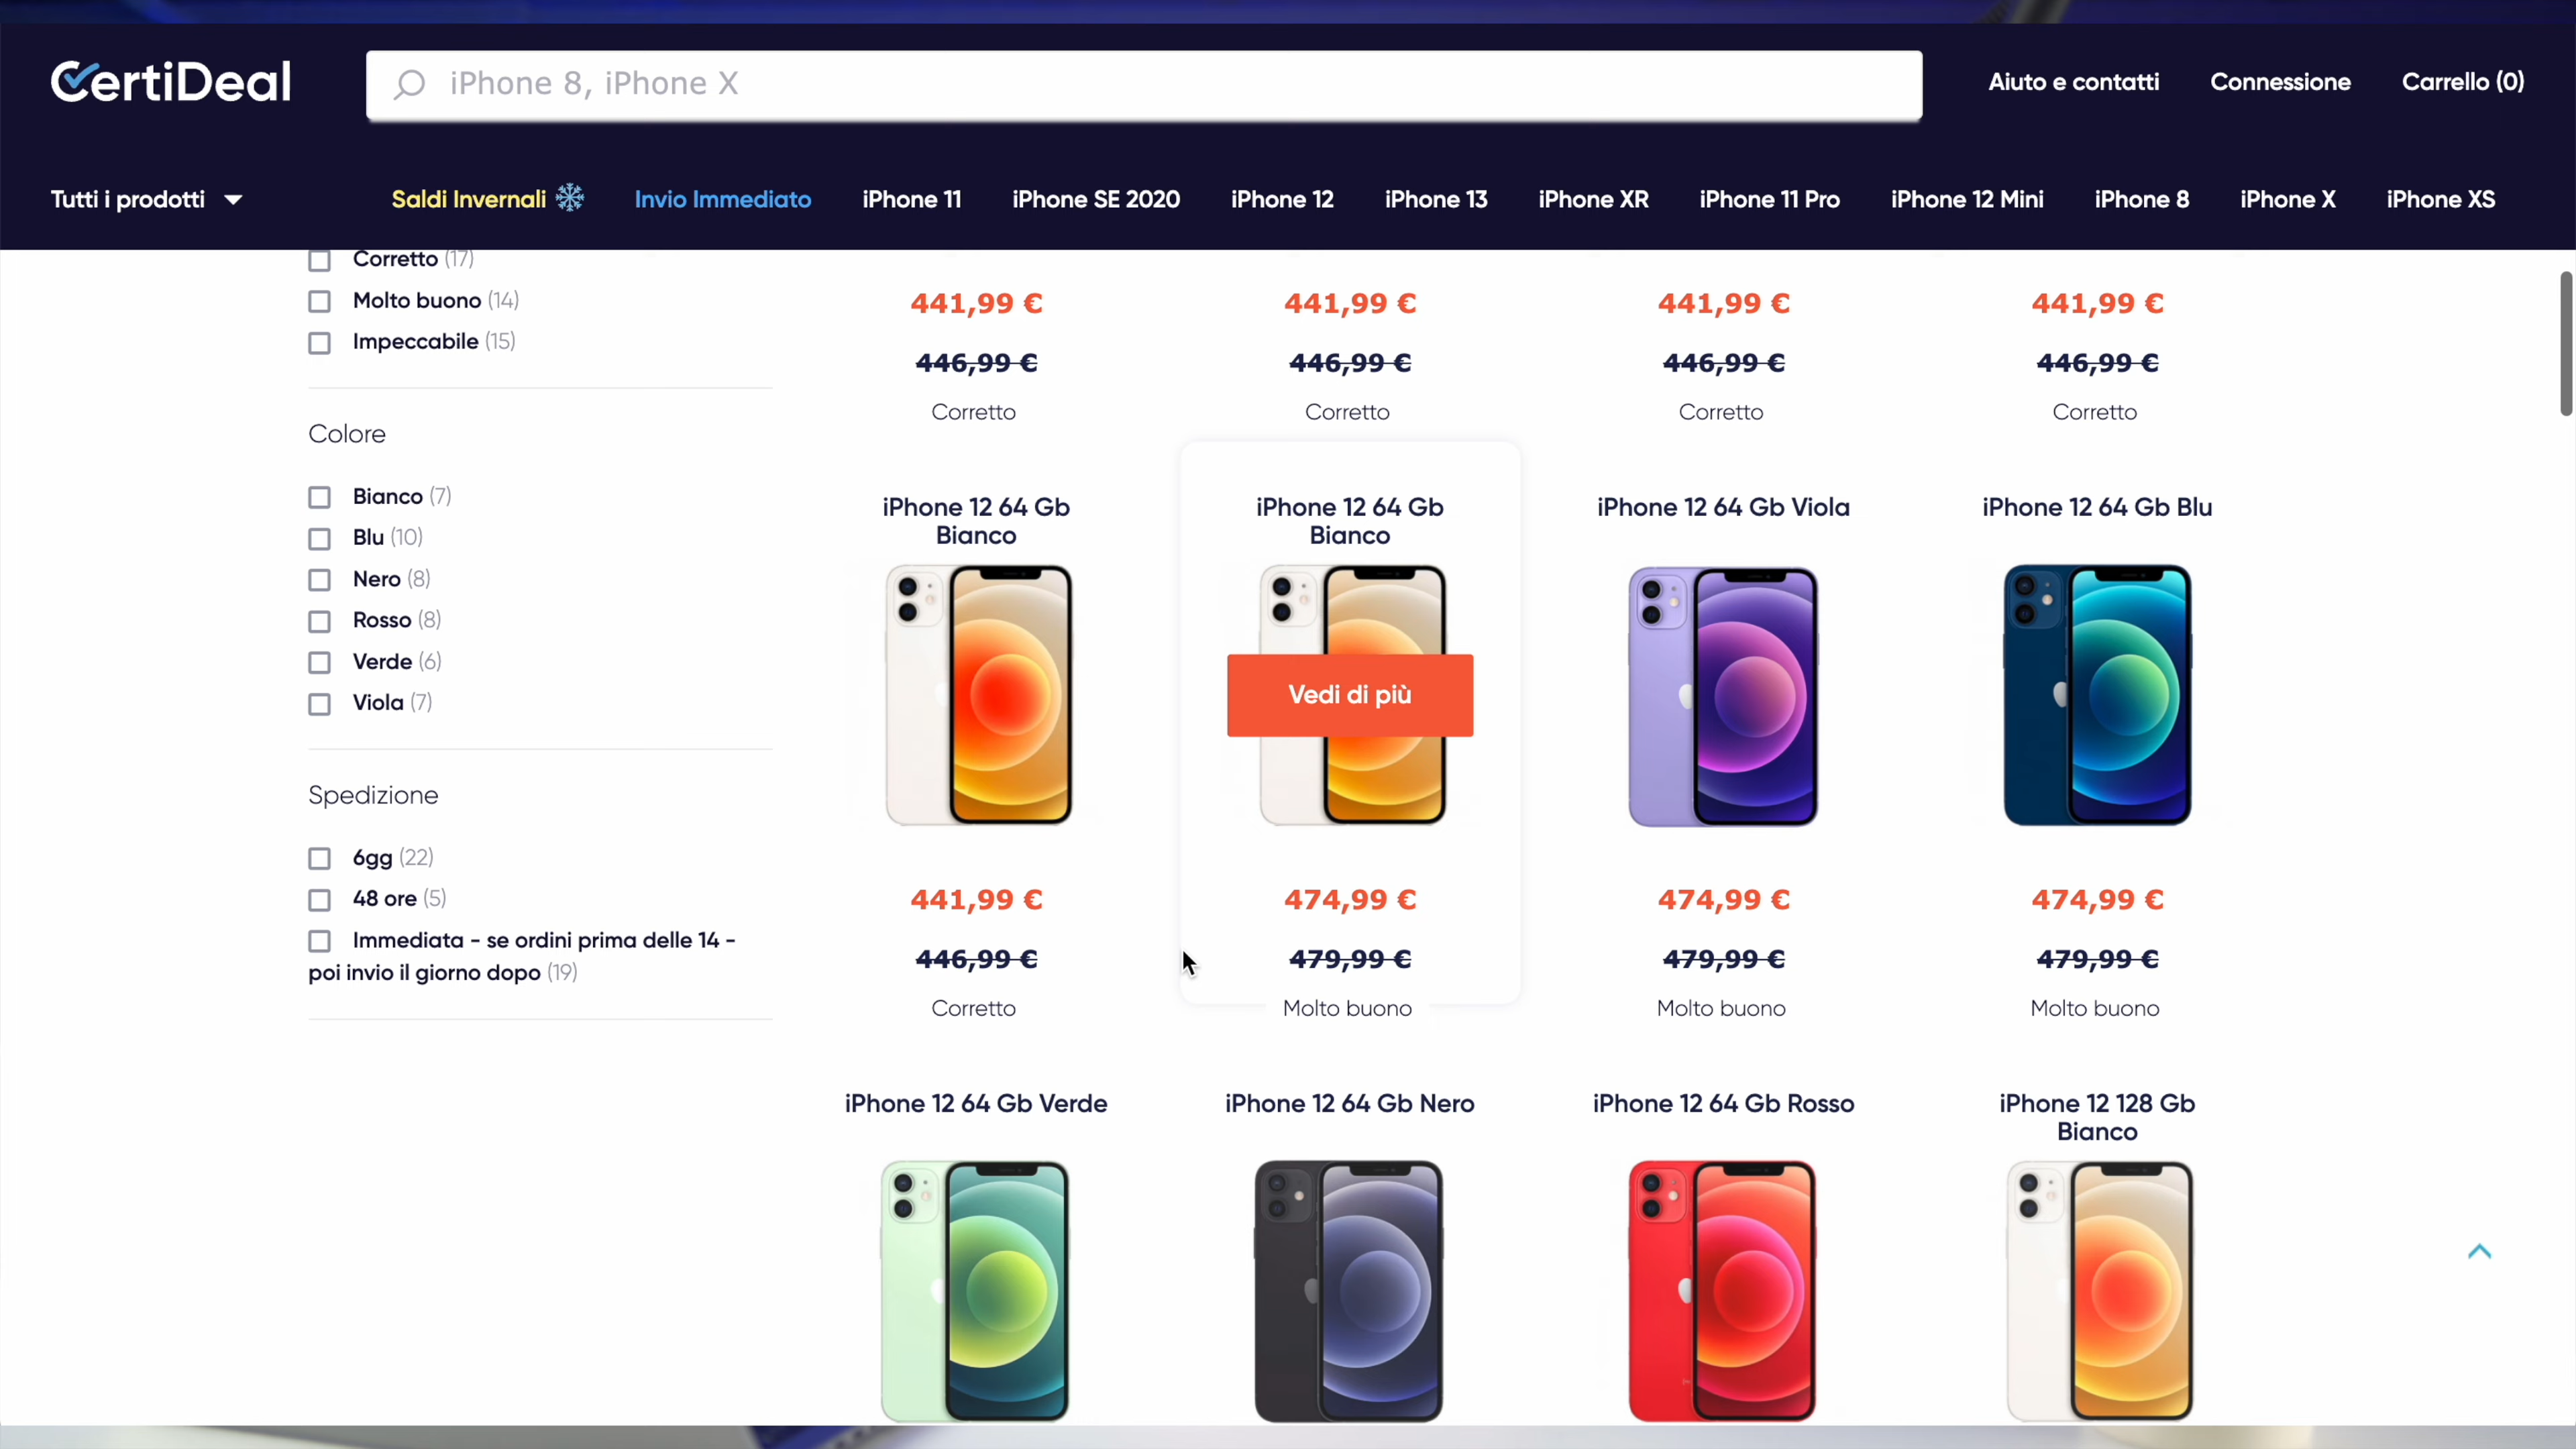 CertiDeal
iPhone 8, iPhone X
Aiuto e contatti
Connessione
Carrello (0)
Tutti i prodotti
Saldi Invernali
Invio Immediato
iPhone 11
iPhone SE 2020
iPhone 12
iPhone 13
iPhone XR
iPhone 11 Pro
iPhone 12 Mini
iPhone 8
iPhone X
iPhone XS
Corretto (17)
Molto buono (14)
Impeccabile (15)
Colore
Bianco (7)
Blu (10)
Nero (8)
Rosso (8)
Verde (6)
Viola (7)
Spedizione
6gg (22)
48 ore (5)
Immediata - se ordini prima delle 14 -
poi invio il giorno dopo (19)
441,99 €
446,99 €
Corretto
441,99 €
446,99 €
Corretto
441,99 €
446,99 €
Corretto
441,99 €
446,99 €
Corretto
iPhone 12 64 Gb
Bianco
441,99 €
446,99 €
Corretto
iPhone 12 64 Gb
Bianco
Vedi di più
474,99 €
479,99 €
Molto buono
iPhone 12 64 Gb Viola
474,99 €
479,99 €
Molto buono
iPhone 12 64 Gb Blu
474,99 €
479,99 €
Molto buono
iPhone 12 64 Gb Verde
iPhone 12 64 Gb Nero
iPhone 12 64 Gb Rosso
iPhone 12 128 Gb
Bianco